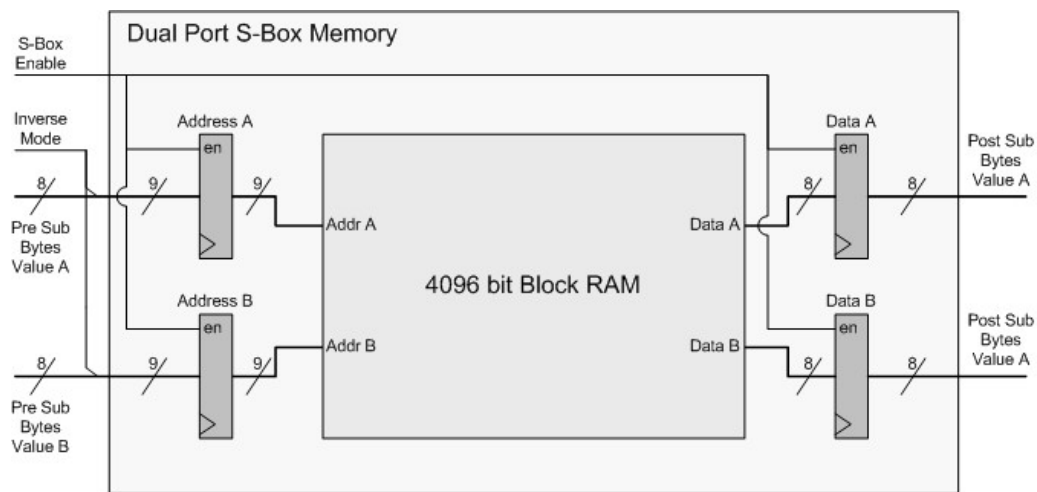 Dual Port S-Box Memory
S-Box
Enable
Inverse
Mode
Address A
Data A
en
en
Post Sub
Bytes
Value A
8
9
9
8
8
Pre Sub
Bytes
Value A
Addr A
Data A
4096 bit Block RAM
Address B
Data B
en
en
Post Sub
Bytes
Value A
Addr B
Data B
8
9
9
8
8
Pre Sub
Bytes
Value B